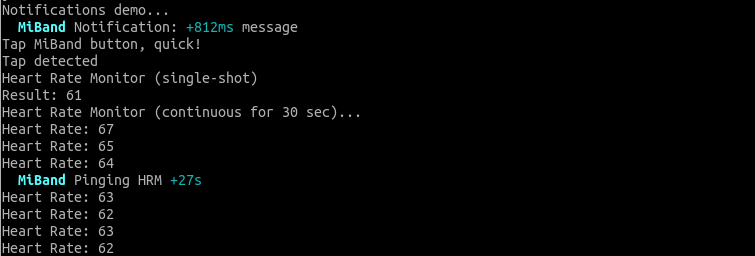 Notifications demo...
MiBand Notification: +812ms message
Tap MiBand button, quick!
Tap detected
Heart Rate Monitor (single-shot)
Result: 61
Heart Rate Monitor (continuous for 30 sec)...
Heart Rate: 67
Heart Rate: 65
Heart Rate: 64
MiBand Pinging HRM +27s
Heart Rate: 63
Heart Rate: 62
Heart Rate: 63
Heart Rate: 62